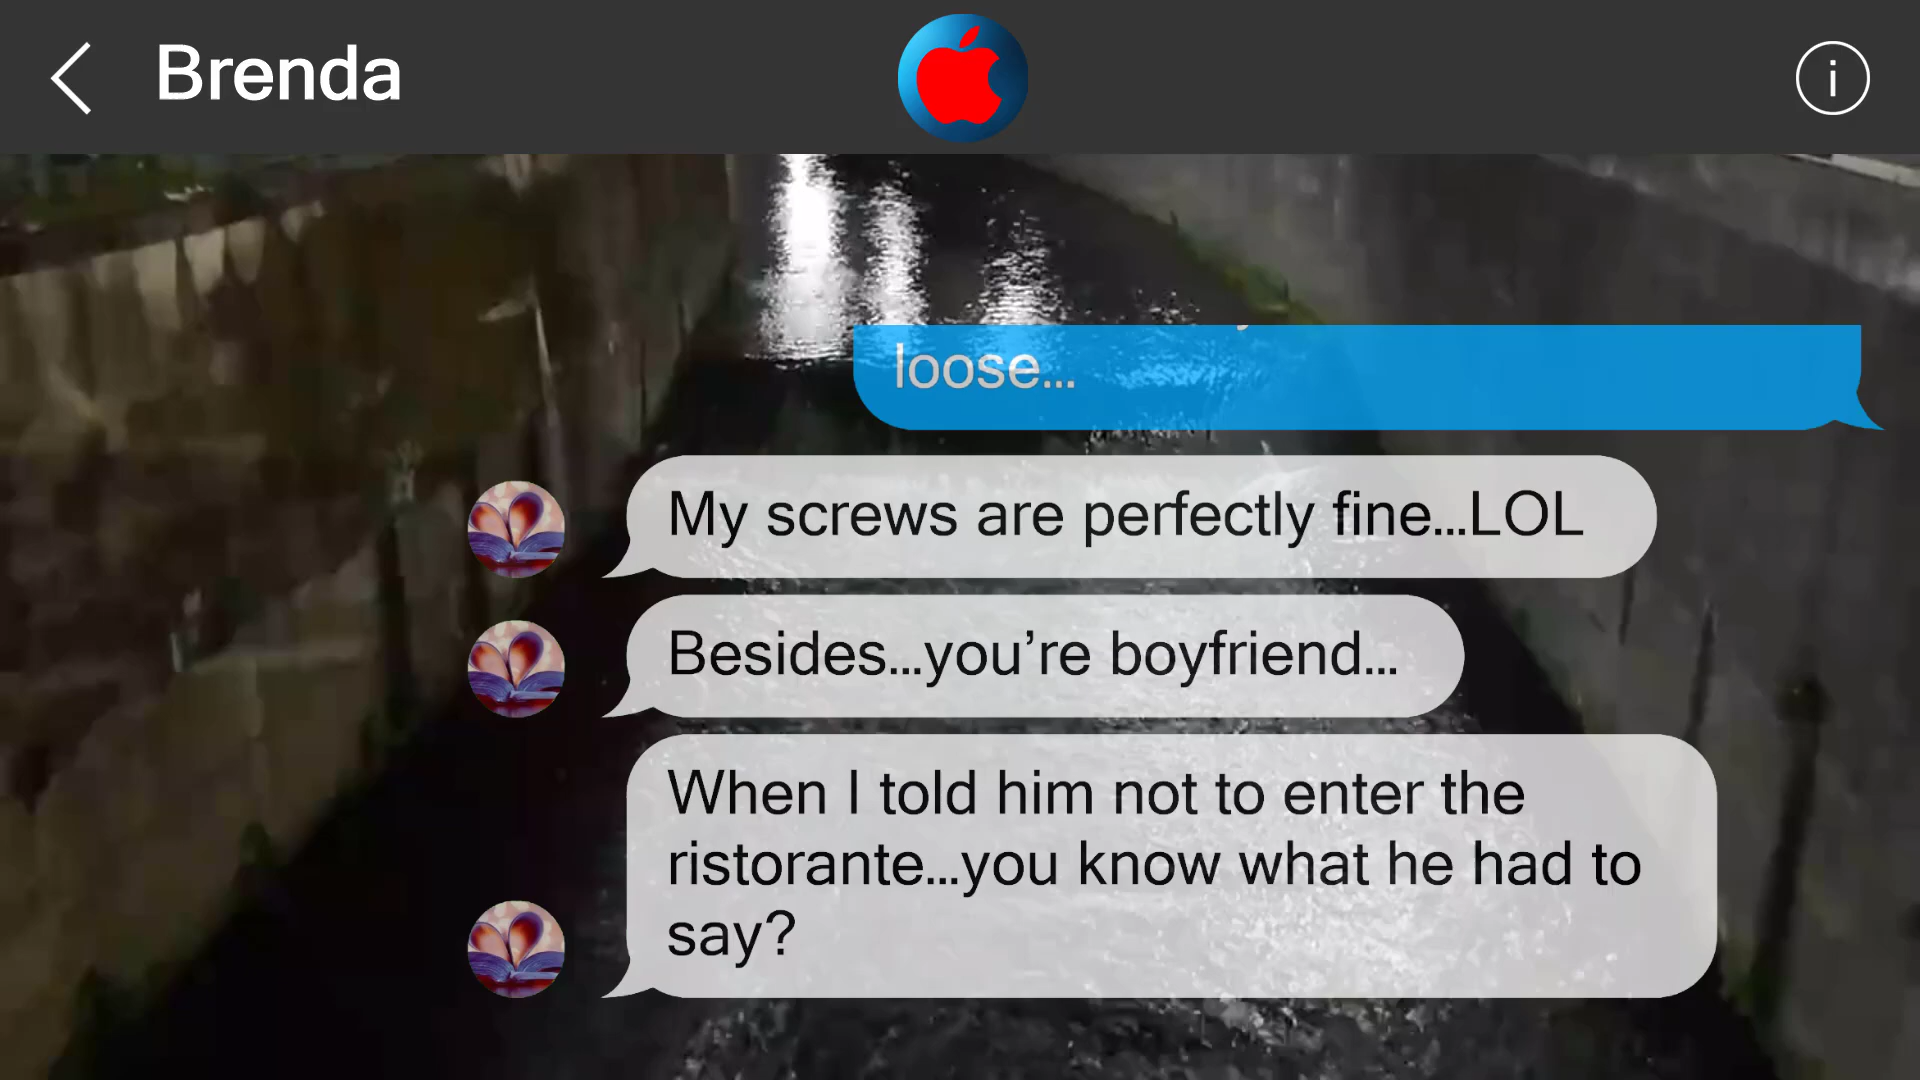 Brenda
i
loose...
My screws are perfectly fine...LOL
Besides...you’re boyfriend...
When I told him not to enter the
ristorante...you know what he had to
say?